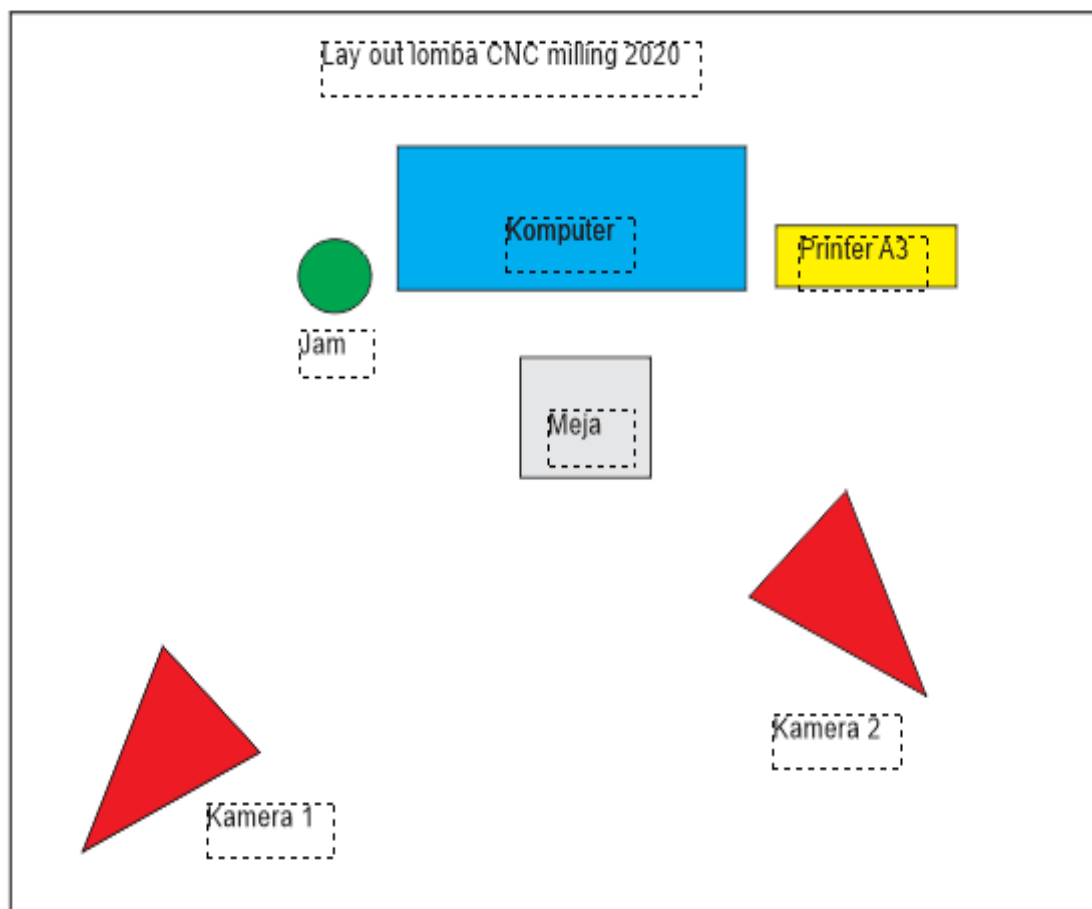 Lay out lomba CNC milling 2020
Komputer
Printer A3
Jam
Meja
Kamera 2
Kamera 1